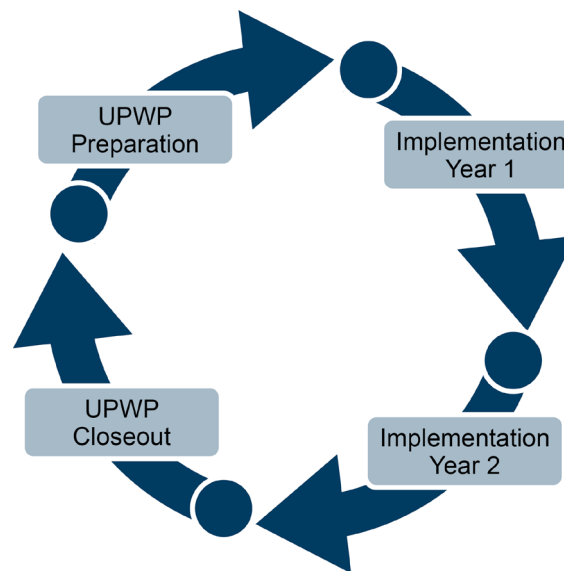 UPWP
Preparation
Implementation
Year 1
Implementation
Year 2
UPWP
Closeout